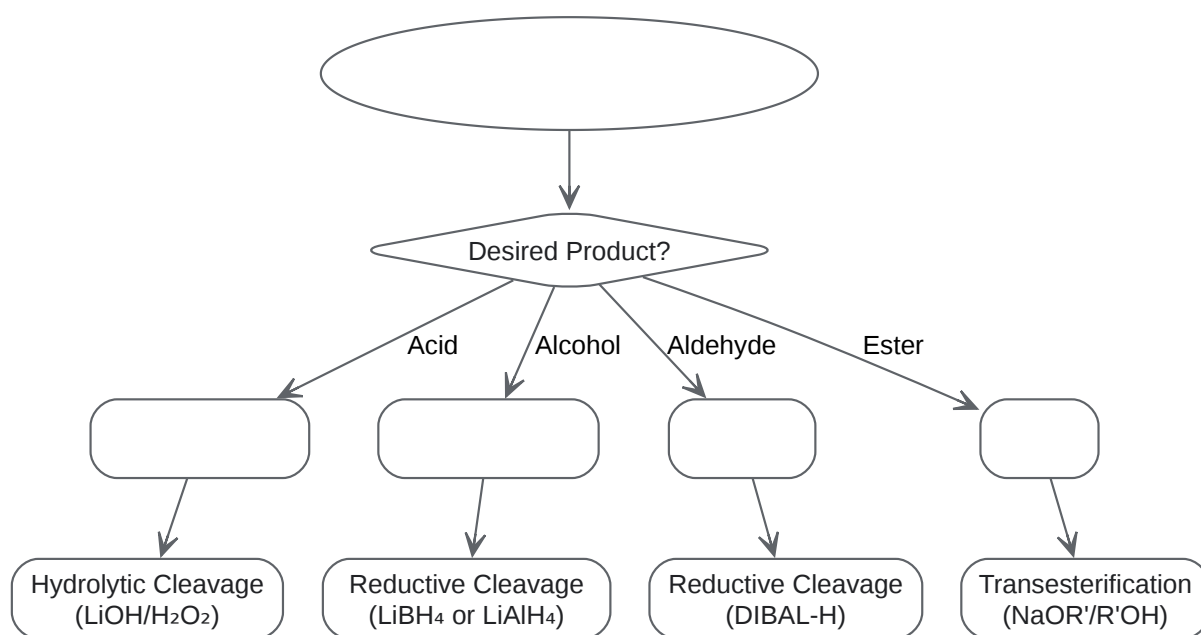 Desired Product?
Acid
Alcohol
Aldehyde
Ester
Hydrolytic Cleavage
(LiOH/H₂O₂)
Reductive Cleavage
(LiBH₄ or LiAlH₄)
Reductive Cleavage
(DIBAL-H)
Transesterification
(NaOR'/R'OH)